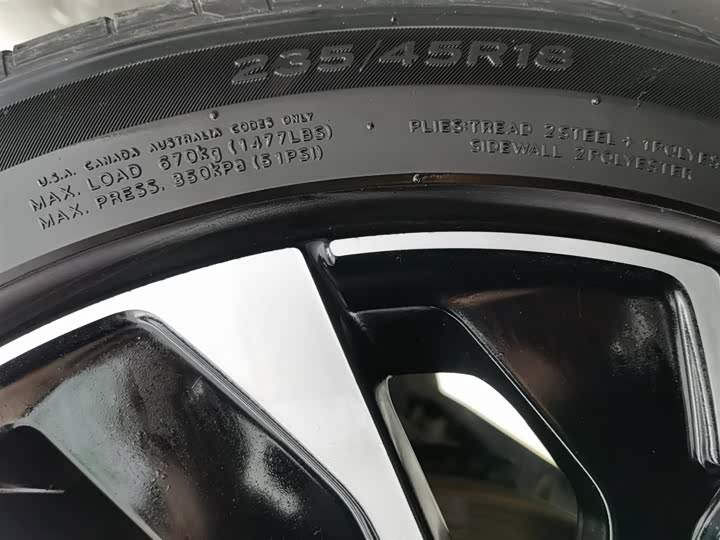 235/45R18
U.S.A. CANADA AUSTRALIA CODES ONLY
MAX. LOAD 670kg (1477LBS)
MAX. PRESS. 350kPa (51PSI)
PLIES:TREAD 2STEEL + 1POLYES
SIDEWALL 2POLYESTER